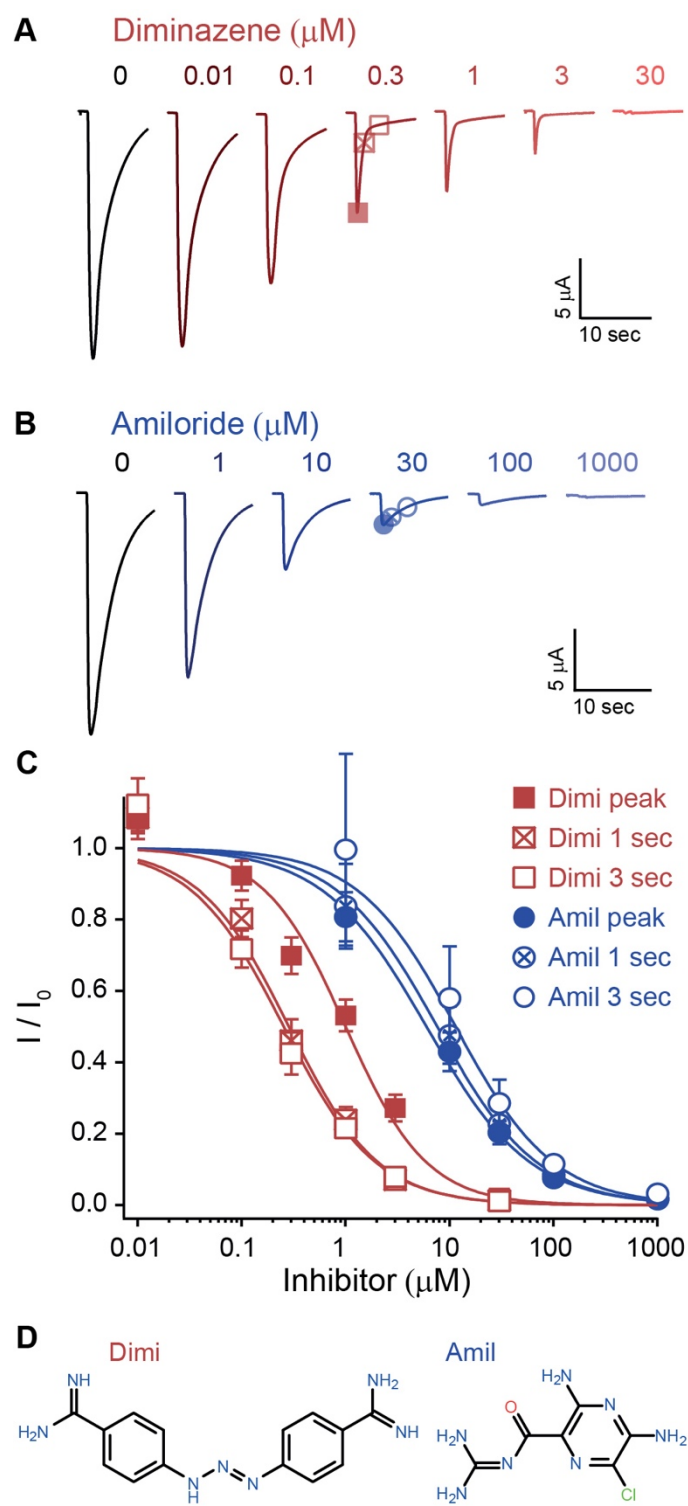 A
Diminazene (μM)
0 0.01 0.1 0.3 1 3 30
5 μA
10 sec
B
Amiloride (μM)
0 1 10 30 100 1000
5 μA
10 sec
C
Dimi peak
Dimi 1 sec
Dimi 3 sec
Amil peak
Amil 1 sec
Amil 3 sec
1.0
0.8
0.6
0.4
0.2
0.0
I / I0
0.01 0.1 1 10 100 1000
Inhibitor (μM)
D
Dimi Amil
NH
H2N
N
H
N
N
NH2
NH
O
H2N
H2N
N
H2N
N
NH2
N
Cl